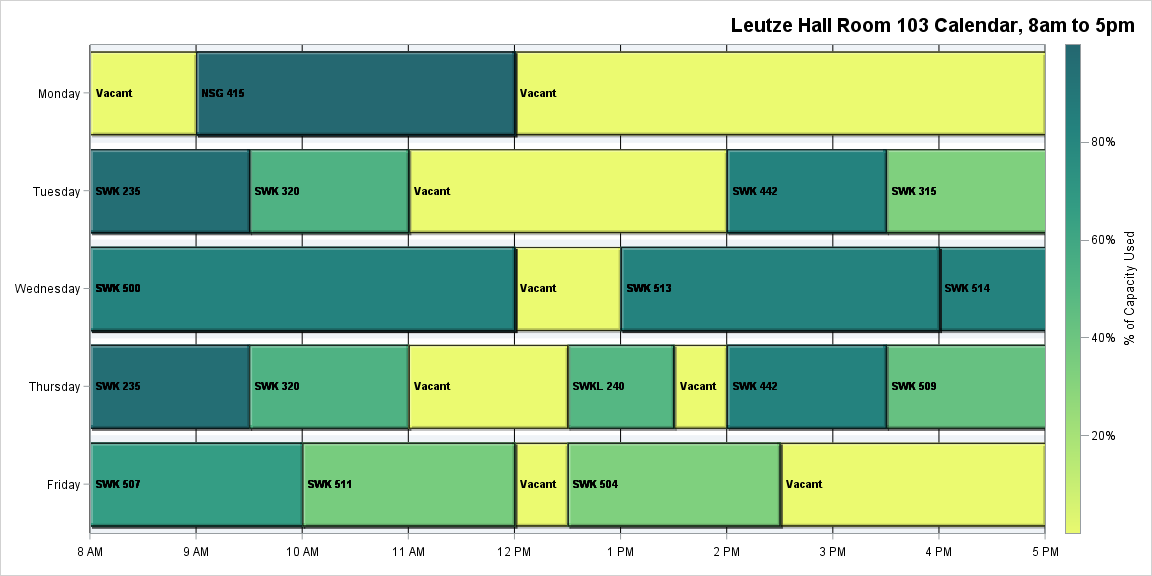 Leutze Hall Room 103 Calendar, 8am to 5pm
Monday
Vacant
NSG 415
Vacant
Tuesday
SWK 235
SWK 320
Vacant
SWK 442
SWK 315
Wednesday
SWK 500
Vacant
SWK 513
SWK 514
Thursday
SWK 235
SWK 320
Vacant
SWKL 240
Vacant
SWK 442
SWK 509
Friday
SWK 507
SWK 511
Vacant
SWK 504
Vacant
8 AM
9 AM
10 AM
11 AM
12 PM
1 PM
2 PM
3 PM
4 PM
5 PM
80%
60%
40%
20%
% of Capacity Used